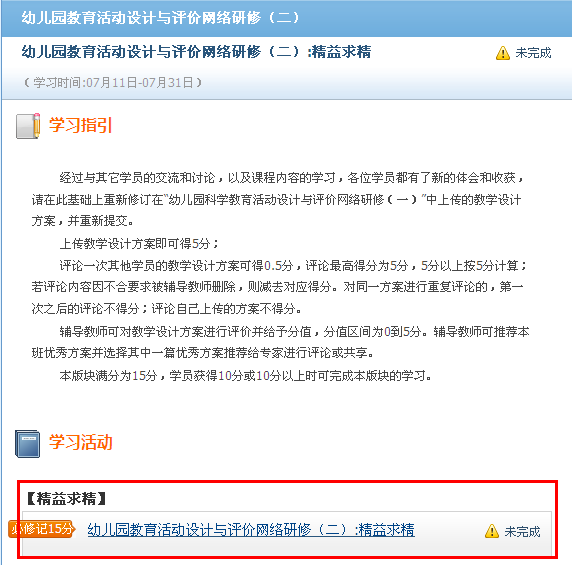 幼儿园教育活动设计与评价网络研修（二）
幼儿园教育活动设计与评价网络研修（二）:精益求精 未完成
（学习时间:07月11日-07月31日）
学习指引
经过与其它学员的交流和讨论，以及课程内容的学习，各位学员都有了新的体会和收获，
请在此基础上重新修订在“幼儿园科学教育活动设计与评价网络研修（一）”中上传的教学设计
方案，并重新提交。
上传教学设计方案即可得5分；
评论一次其他学员的教学设计方案可得0.5分，评论最高得分为5分，5分以上按5分计算；
若评论内容因不合要求被辅导教师删除，则减去对应得分。对同一方案进行重复评论的，第一
次之后的评论不得分；评论自己上传的方案不得分。
辅导教师可对教学设计方案进行评价并给予分值，分值区间为0到5分。辅导教师可推荐本
班优秀方案并选择其中一篇优秀方案推荐给专家进行评论或共享。
本版块满分为15分，学员获得10分或10分以上时可完成本版块的学习。
学习活动
【精益求精】
必修记15分 幼儿园教育活动设计与评价网络研修（二）:精益求精 未完成